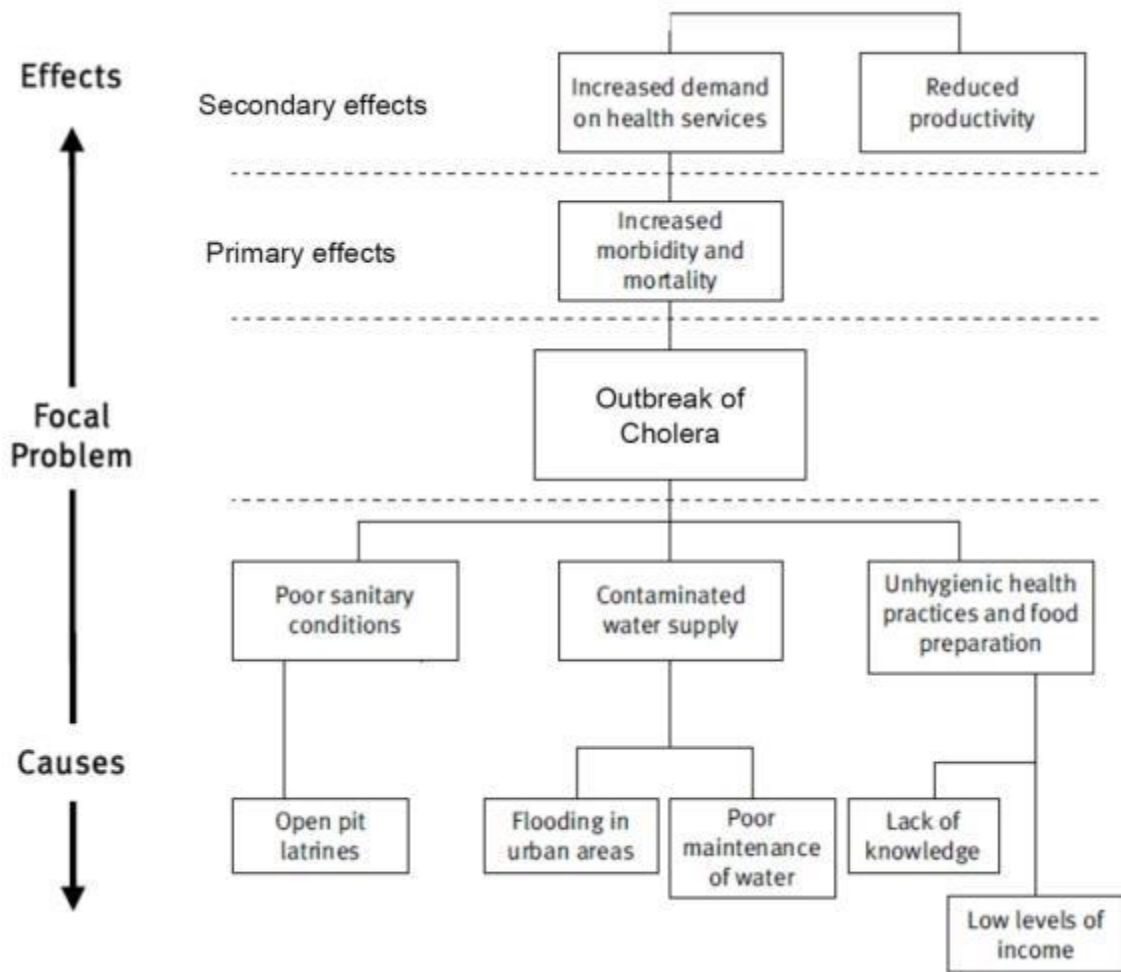 Effects
Secondary effects
Increased demand
on health services
Reduced
productivity
Primary effects
Increased
morbidity and
mortality
Focal
Problem
Outbreak of
Cholera
Poor sanitary
conditions
Contaminated
water supply
Unhygienic health
practices and food
preparation
Causes
Open pit
latrines
Flooding in
urban areas
Poor
maintenance
of water
Lack of
knowledge
Low levels of
income